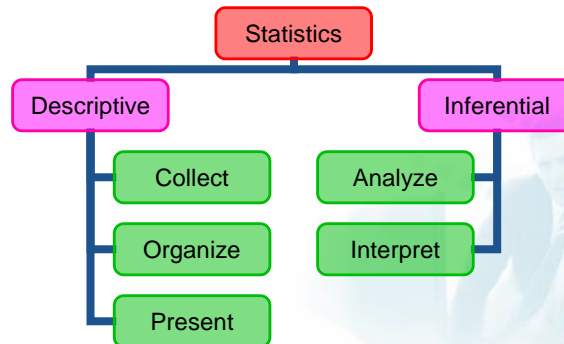 Statistics
Descriptive
Inferential
Collect
Analyze
Organize
Interpret
Present